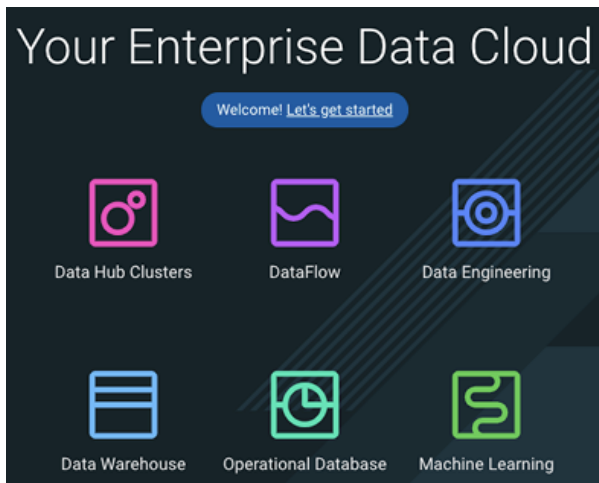 Your Enterprise Data Cloud
Welcome! Let's get started
Data Hub Clusters
DataFlow
Data Engineering
Data Warehouse
Operational Database
Machine Learning